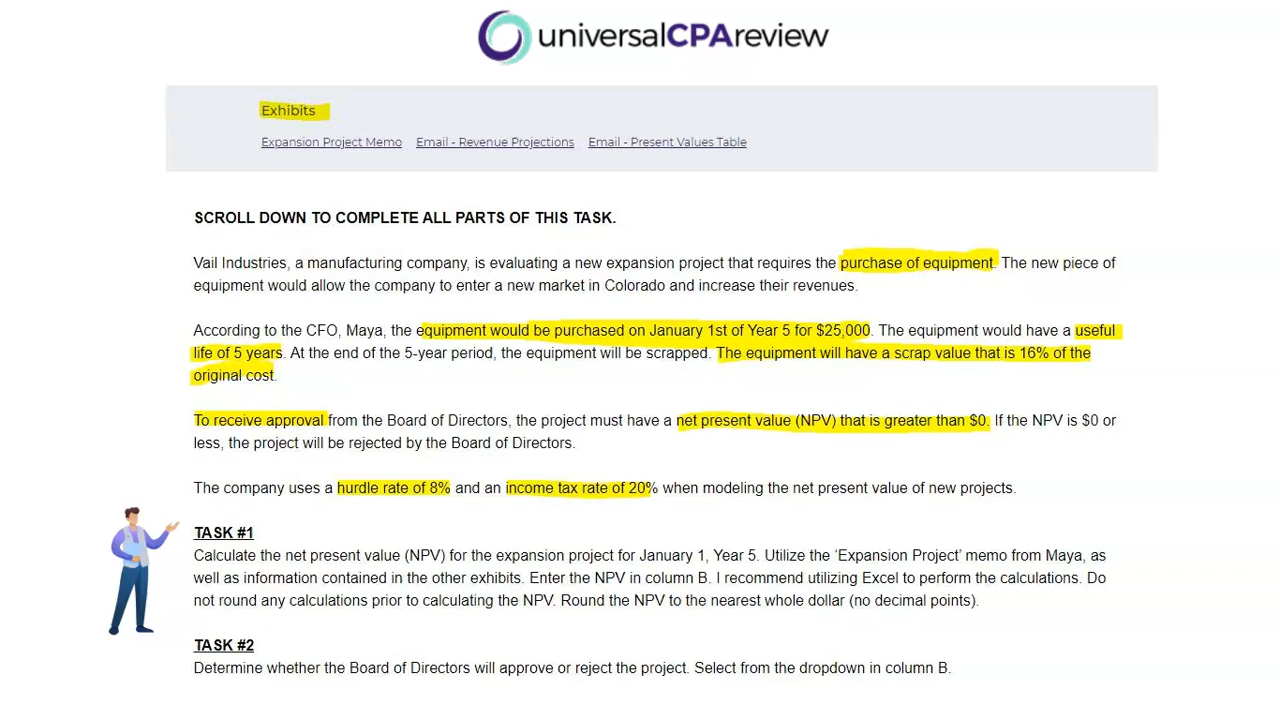 universalCPAreview
Exhibits
Expansion Project Memo Email - Revenue Projections Email - Present Values Table
SCROLL DOWN TO COMPLETE ALL PARTS OF THIS TASK.
Vail Industries, a manufacturing company, is evaluating a new expansion project that requires the purchase of equipment. The new piece of
equipment would allow the company to enter a new market in Colorado and increase their revenues.
According to the CFO, Maya, the equipment would be purchased on January 1st of Year 5 for $25,000. The equipment would have a useful
life of 5 years. At the end of the 5-year period, the equipment will be scrapped. The equipment will have a scrap value that is 16% of the
original cost.
To receive approval from the Board of Directors, the project must have a net present value (NPV) that is greater than $0. If the NPV is $0 or
less, the project will be rejected by the Board of Directors.
The company uses a hurdle rate of 8% and an income tax rate of 20% when modeling the net present value of new projects.
TASK #1
Calculate the net present value (NPV) for the expansion project for January 1, Year 5. Utilize the ‘Expansion Project’ memo from Maya, as
well as information contained in the other exhibits. Enter the NPV in column B. I recommend utilizing Excel to perform the calculations. Do
not round any calculations prior to calculating the NPV. Round the NPV to the nearest whole dollar (no decimal points).
TASK #2
Determine whether the Board of Directors will approve or reject the project. Select from the dropdown in column B.